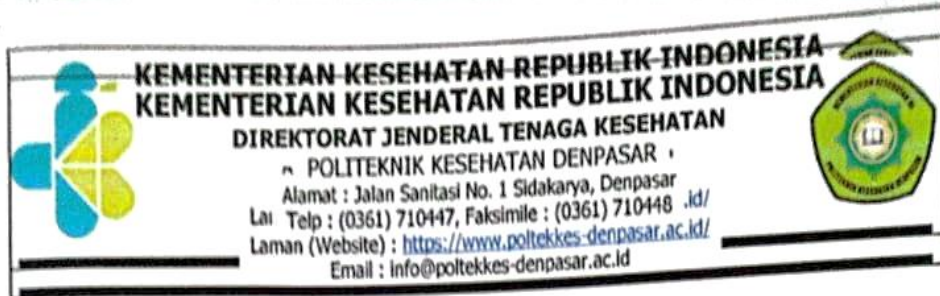 KEMENTERIAN KESEHATAN REPUBLIK INDONESIA
KEMENTERIAN KESEHATAN REPUBLIK INDONESIA
DIREKTORAT JENDERAL TENAGA KESEHATAN
POLITEKNIK KESEHATAN DENPASAR
Alamat : Jalan Sanitasi No. 1 Sidakarya, Denpasar
Lai Telp : (0361) 710447, Faksimile : (0361) 710448 .id/
Laman (Website) : https://www.poltekkes-denpasar.ac.id/
Email : info@poltekkes-denpasar.ac.id